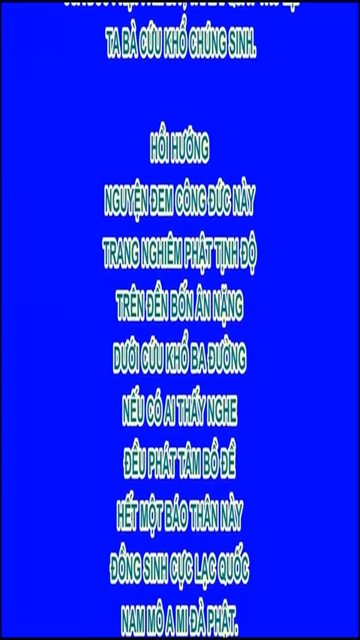 TA BÀ CỨU KHỔ CHÚNG SINH.
HỒI HƯỚNG
NGUYỆN ĐEM CÔNG ĐỨC NÀY
TRANG NGHIÊM PHẬT TỊNH ĐỘ
TRÊN ĐỀN BỐN ÂN NẶNG
DƯỚI CỨU KHỔ BA ĐƯỜNG
NẾU CÓ AI THẤY NGHE
ĐỀU PHÁT TÂM BỒ ĐỀ
HẾT MỘT BÁO THÂN NÀY
ĐỒNG SINH CỰC LẠC QUỐC
NAM MÔ A MI ĐÀ PHẬT.